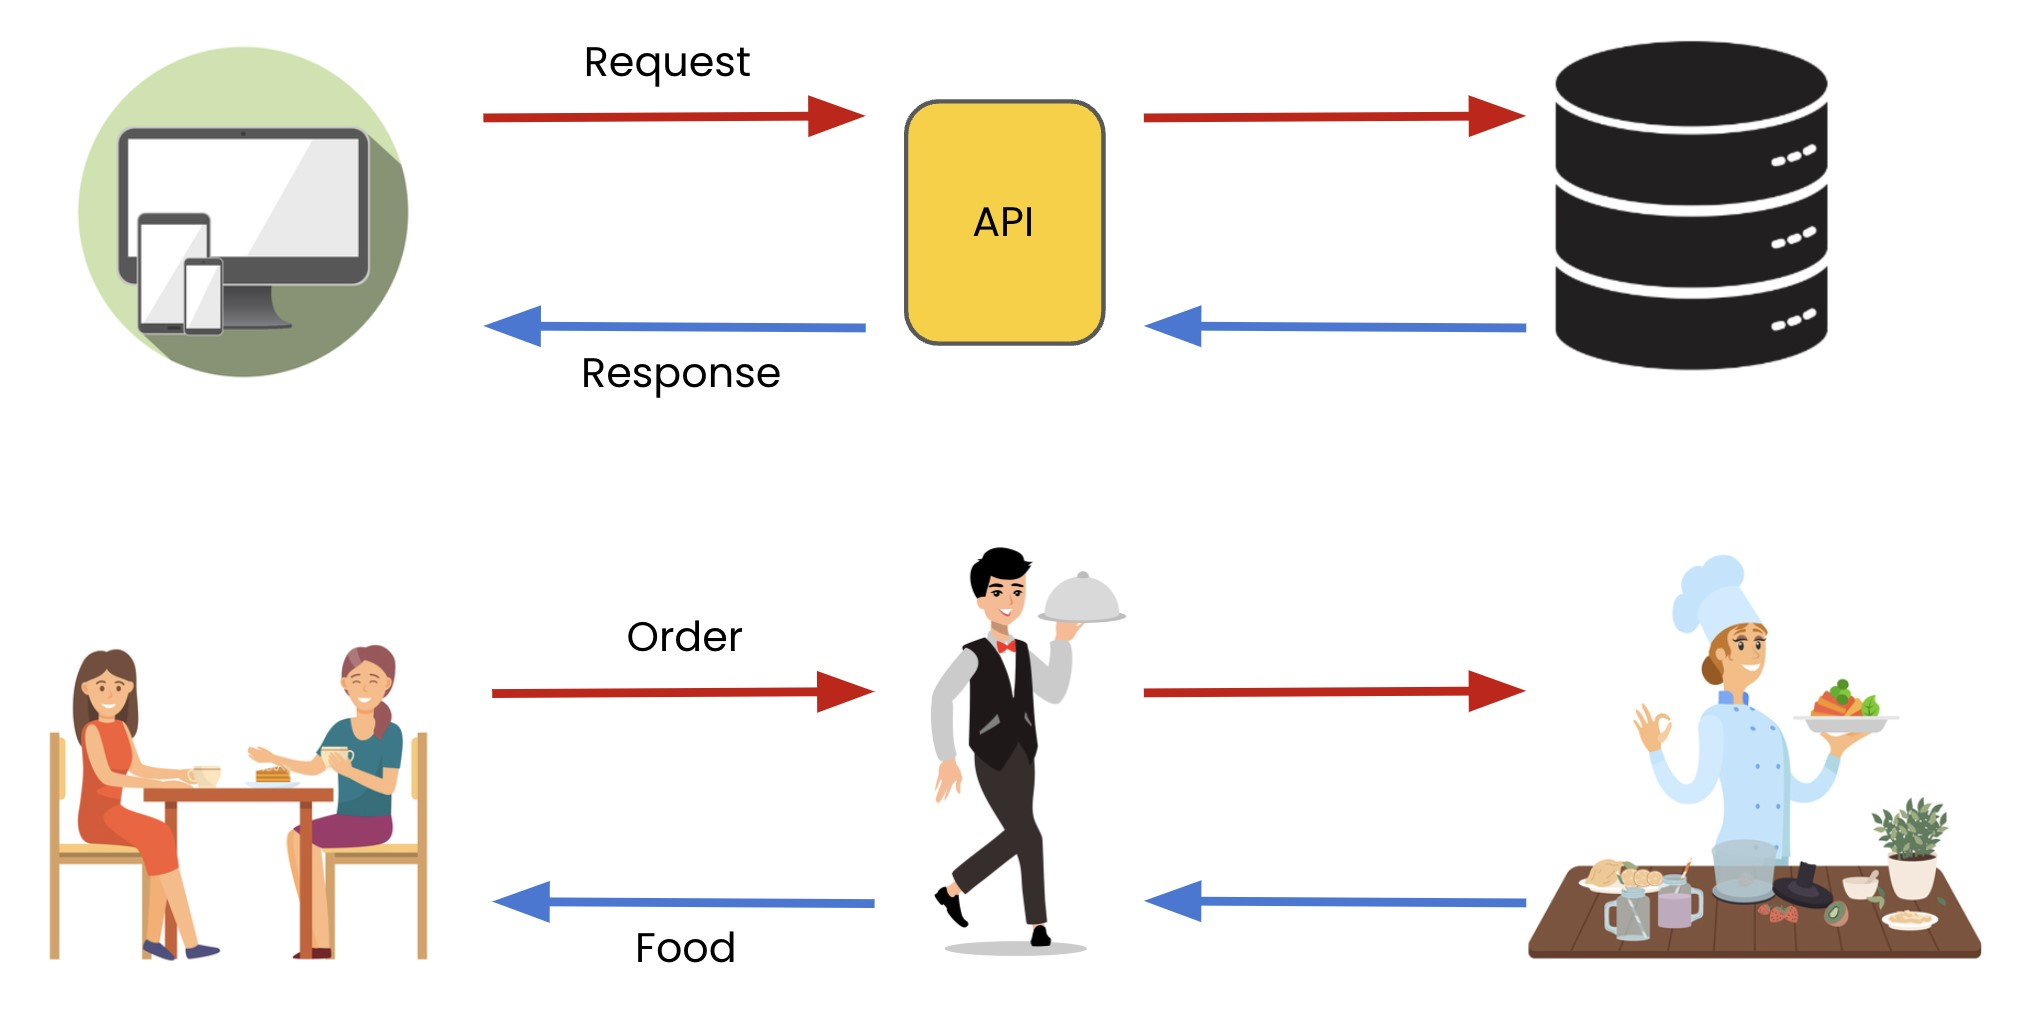 Request
API
Response
Order
Food